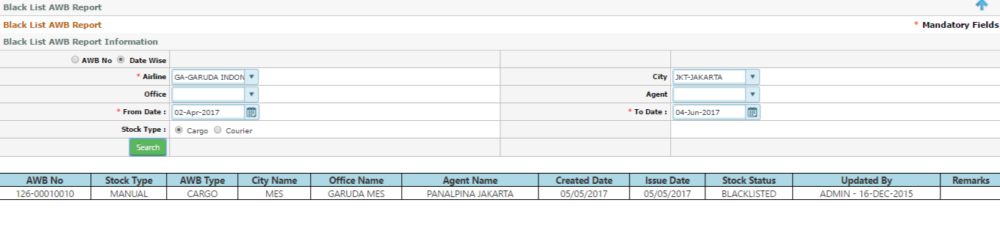 Black List AWB Report
Black List AWB Report * Mandatory Fields
Black List AWB Report Information
AWB No Date Wise
* Airline GA-GARUDA INDON City JKT-JAKARTA
Office Agent
* From Date : 02-Apr-2017 * To Date : 04-Jun-2017
Stock Type : Cargo Courier
Search
AWB No Stock Type AWB Type City Name Office Name Agent Name Created Date Issue Date Stock Status Updated By Remarks
126-00010010 MANUAL CARGO MES GARUDA MES PANALPINA JAKARTA 05/05/2017 05/05/2017 BLACKLISTED ADMIN - 16-DEC-2015